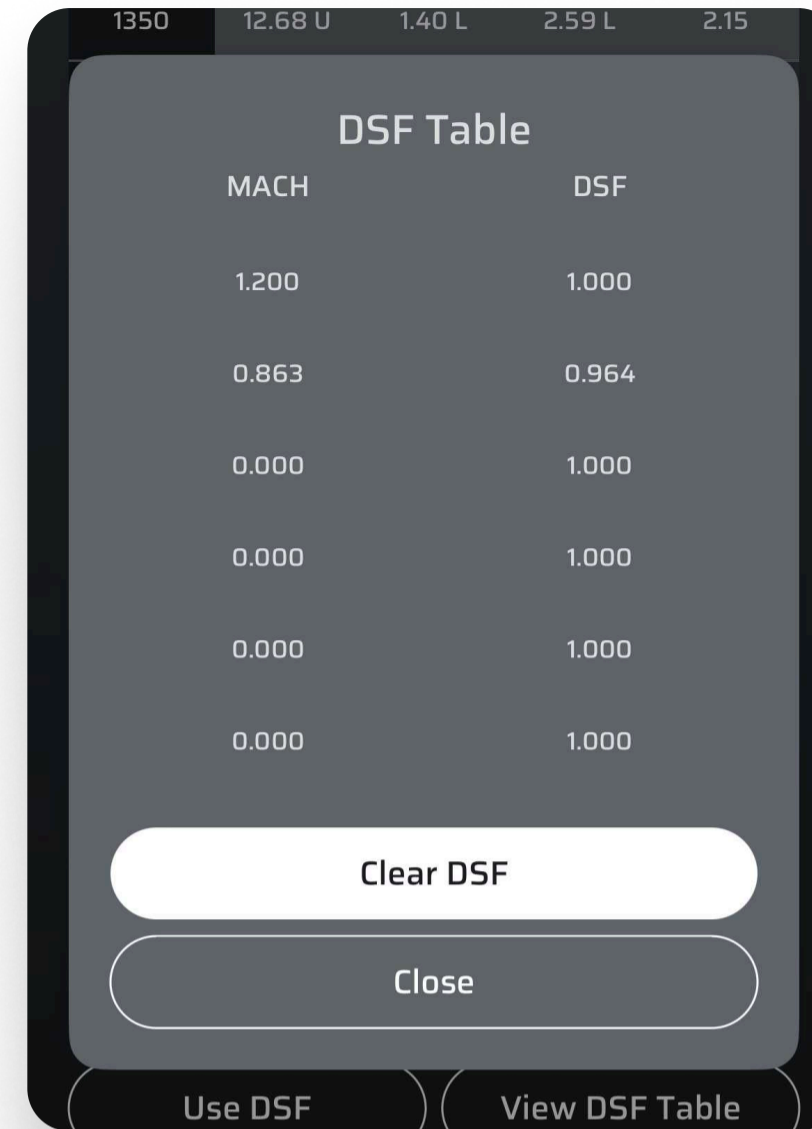 1350 12.68 U 1.40 L 2.59 L 2.15
DSF Table
MACH DSF
1.200 1.000
0.863 0.964
0.000 1.000
0.000 1.000
0.000 1.000
0.000 1.000
Clear DSF
Close
Use DSF View DSF Table